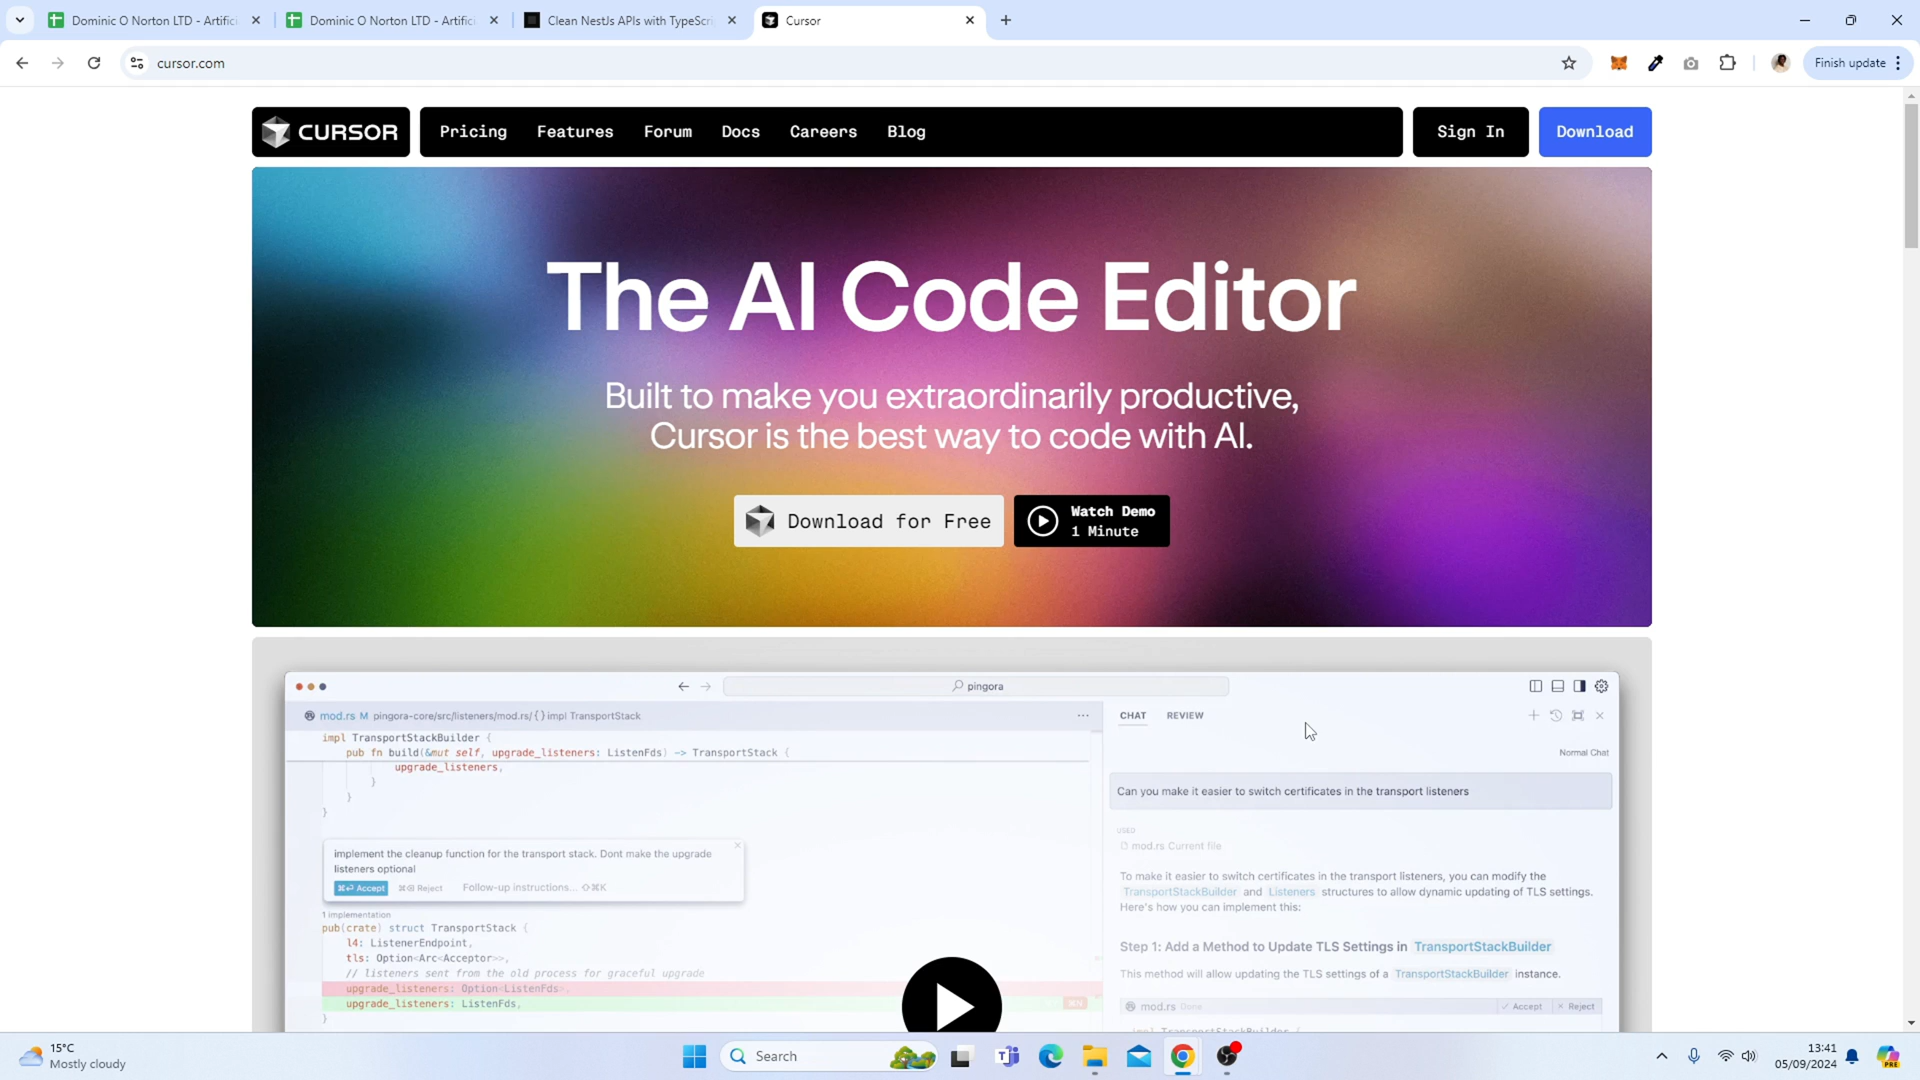 Dominic O Norton LTD - Artific
Dominic O Norton LTD - Artific
Clean NestJs APIs with TypeScri
Cursor
cursor.com
Finish update
CURSOR
Pricing
Features
Forum
Docs
Careers
Blog
Sign In
Download
The AI Code Editor
Built to make you extraordinarily productive,
Cursor is the best way to code with AI.
Download for Free
Watch Demo
1 Minute
pingora
mod.rs M pingora-core/src/listeners/mod.rs/{} impl TransportStack
impl TransportStackBuilder {
pub fn build(&mut self, upgrade_listeners: ListenFds) -> TransportStack {
upgrade_listeners,
}
}
}
implement the cleanup function for the transport stack. Dont make the upgrade
listeners optional
Accept
Reject
Follow-up instructions... ⇧⌘K
1 implementation
pub(crate) struct TransportStack {
l4: ListenerEndpoint,
tls: Option<Arc<Acceptor>>,
// listeners sent from the old process for graceful upgrade
upgrade_listeners: Option<ListenFds>,
upgrade_listeners: ListenFds,
⌘N
}
CHAT
REVIEW
Normal Chat
Can you make it easier to switch certificates in the transport listeners
USED
mod.rs Current file
To make it easier to switch certificates in the transport listeners, you can modify the
TransportStackBuilder and Listeners structures to allow dynamic updating of TLS settings.
Here's how you can implement this:
Step 1: Add a Method to Update TLS Settings in TransportStackBuilder
This method will allow updating the TLS settings of a TransportStackBuilder instance.
mod.rs Done
Accept
Reject
impl TransportStackBuilder {
15°C
Mostly cloudy
Search
13:41
05/09/2024
PRE